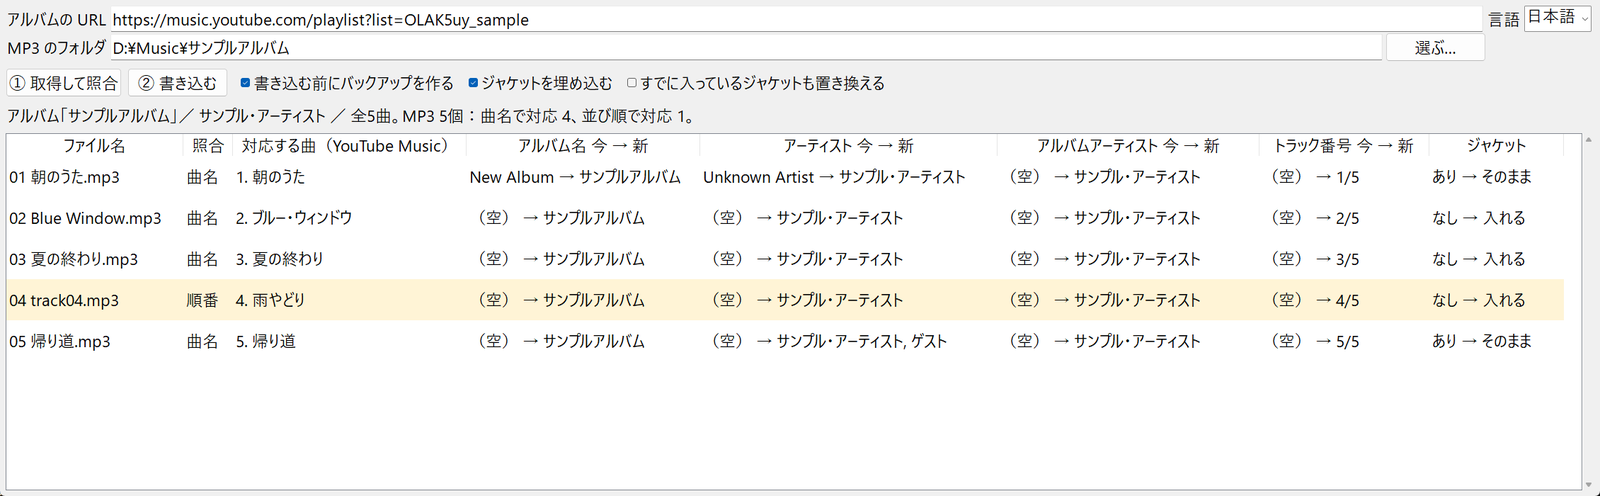 アルバムの URL https://music.youtube.com/playlist?list=OLAK5uy_sample 言語 日本語
MP3 のフォルダ D:¥Music¥サンプルアルバム 選ぶ...
① 取得して照合 ② 書き込む 書き込む前にバックアップを作る ジャケットを埋め込む すでに入っているジャケットも置き換える
アルバム「サンプルアルバム」／ サンプル・アーティスト ／ 全5曲。MP3 5個：曲名で対応 4、並び順で対応 1。
ファイル名 照合 対応する曲（YouTube Music） アルバム名 今 → 新 アーティスト 今 → 新 アルバムアーティスト 今 → 新 トラック番号 今 → 新 ジャケット
01 朝のうた.mp3 曲名 1. 朝のうた New Album → サンプルアルバム Unknown Artist → サンプル・アーティスト （空） → サンプル・アーティスト （空） → 1/5 あり → そのまま
02 Blue Window.mp3 曲名 2. ブルー・ウィンドウ （空） → サンプルアルバム （空） → サンプル・アーティスト （空） → サンプル・アーティスト （空） → 2/5 なし → 入れる
03 夏の終わり.mp3 曲名 3. 夏の終わり （空） → サンプルアルバム （空） → サンプル・アーティスト （空） → サンプル・アーティスト （空） → 3/5 なし → 入れる
04 track04.mp3 順番 4. 雨やどり （空） → サンプルアルバム （空） → サンプル・アーティスト （空） → サンプル・アーティスト （空） → 4/5 なし → 入れる
05 帰り道.mp3 曲名 5. 帰り道 （空） → サンプルアルバム （空） → サンプル・アーティスト, ゲスト （空） → サンプル・アーティスト （空） → 5/5 あり → そのまま